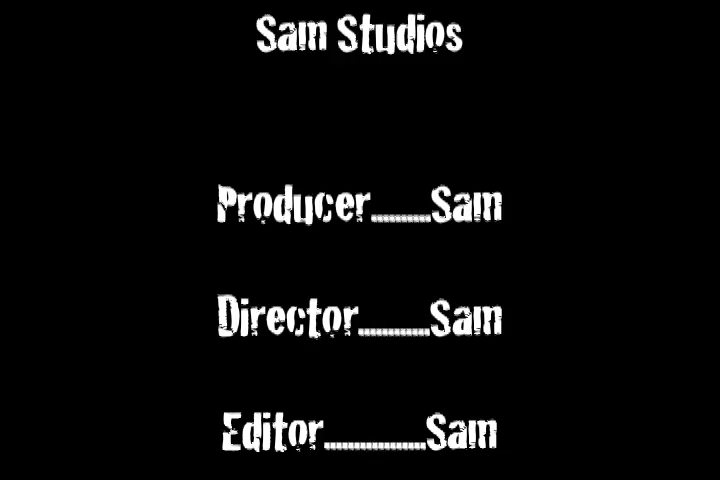 Sam Studios
Producer..........Sam
Director............Sam
Editor.................Sam